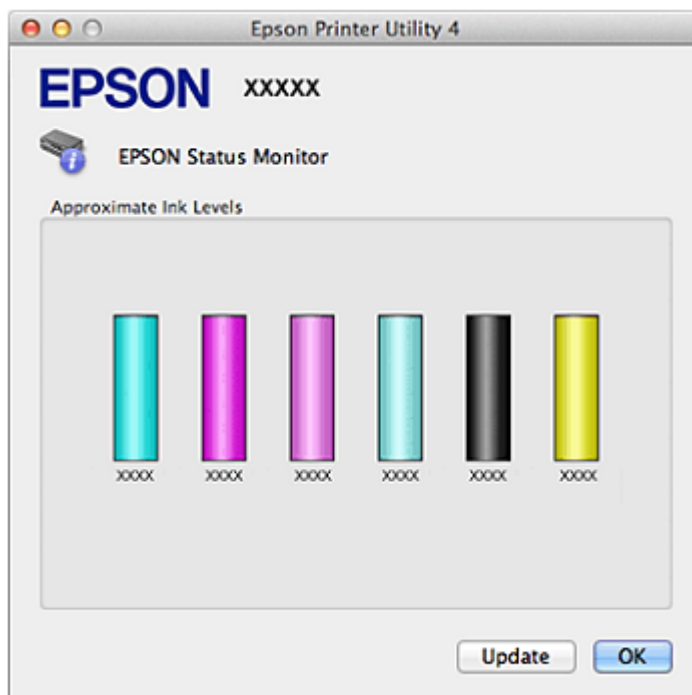 Epson Printer Utility 4
EPSON XXXXX
EPSON Status Monitor
Approximate Ink Levels
XXXX XXXX XXXX XXXX XXXX XXXX
Update OK